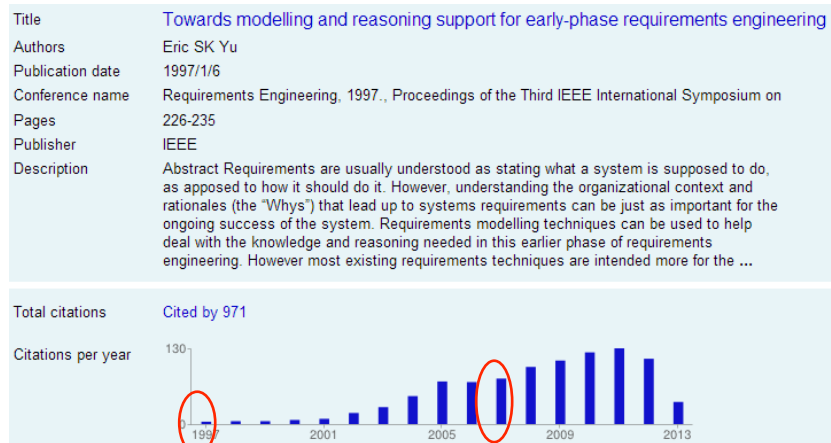 Title Towards modelling and reasoning support for early-phase requirements engineering
Authors Eric SK Yu
Publication date 1997/1/6
Conference name Requirements Engineering, 1997., Proceedings of the Third IEEE International Symposium on
Pages 226-235
Publisher IEEE
Description Abstract Requirements are usually understood as stating what a system is supposed to do,
as apposed to how it should do it. However, understanding the organizational context and
rationales (the “Whys”) that lead up to systems requirements can be just as important for the
ongoing success of the system. Requirements modelling techniques can be used to help
deal with the knowledge and reasoning needed in this earlier phase of requirements
engineering. However most existing requirements techniques are intended more for the ...
Total citations Cited by 971
Citations per year
130
0
1997 2001 2005 2009 2013